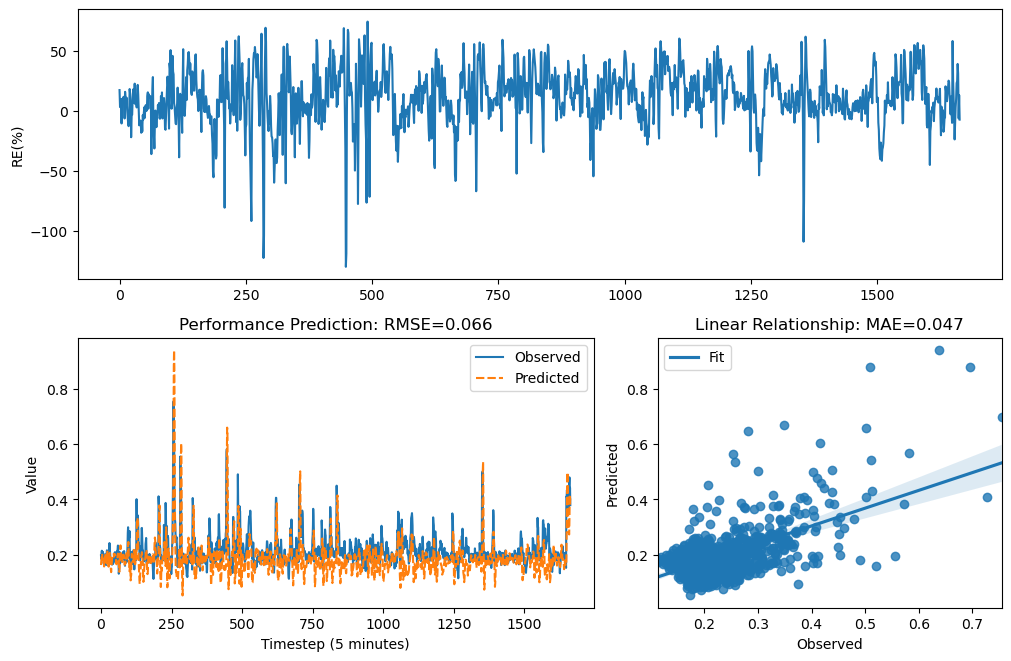 50
0
−50
−100
RE(%)
0 250 500 750 1000 1250 1500
Performance Prediction: RMSE=0.066
Observed
Predicted
0.8
0.6
0.4
0.2
Value
0 250 500 750 1000 1250 1500
Timestep (5 minutes)
Linear Relationship: MAE=0.047
Fit
0.8
0.6
0.4
0.2
Predicted
0.2 0.3 0.4 0.5 0.6 0.7
Observed